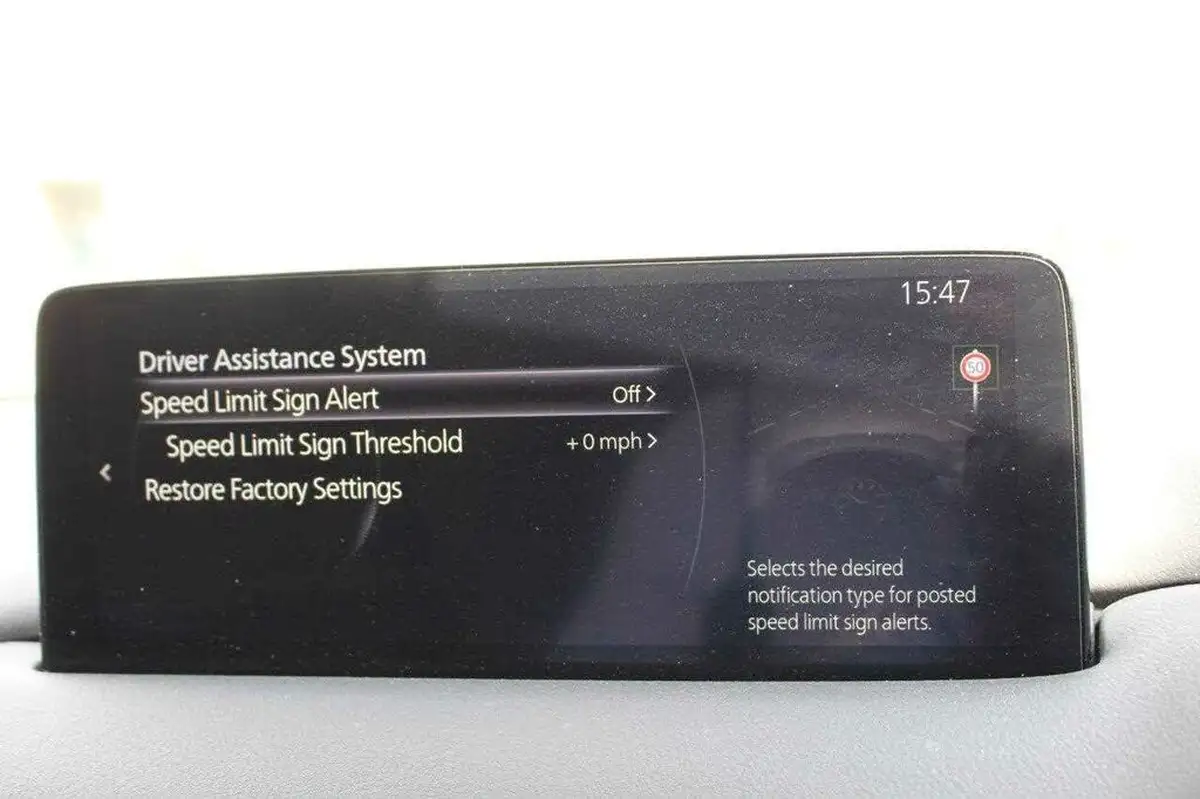 15:47
Driver Assistance System
Speed Limit Sign Alert Off >
Speed Limit Sign Threshold + 0 mph >
Restore Factory Settings
50
Selects the desired
notification type for posted
speed limit sign alerts.